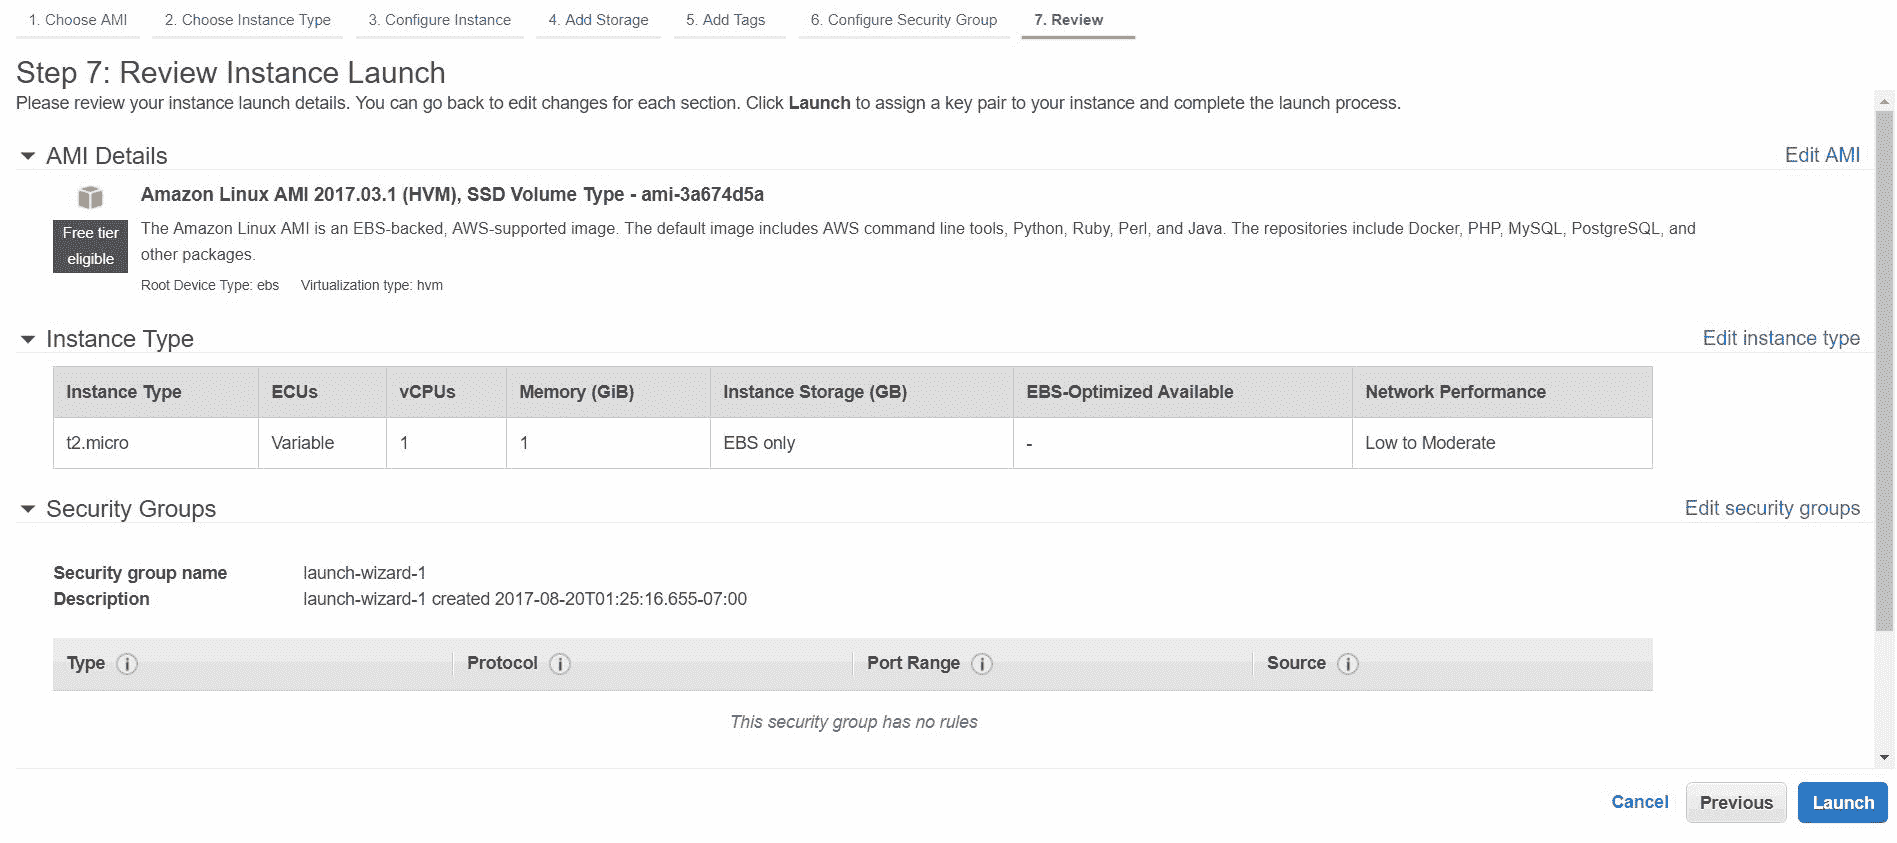 1. Choose AMI 2. Choose Instance Type 3. Configure Instance 4. Add Storage 5. Add Tags 6. Configure Security Group 7. Review
Step 7: Review Instance Launch
Please review your instance launch details. You can go back to edit changes for each section. Click Launch to assign a key pair to your instance and complete the launch process.
AMI Details Edit AMI
Amazon Linux AMI 2017.03.1 (HVM), SSD Volume Type - ami-3a674d5a
Free tier
eligible
The Amazon Linux AMI is an EBS-backed, AWS-supported image. The default image includes AWS command line tools, Python, Ruby, Perl, and Java. The repositories include Docker, PHP, MySQL, PostgreSQL, and
other packages.
Root Device Type: ebs Virtualization type: hvm
Instance Type Edit instance type
Instance Type ECUs vCPUs Memory (GiB) Instance Storage (GB) EBS-Optimized Available Network Performance
t2.micro Variable 1 1 EBS only - Low to Moderate
Security Groups Edit security groups
Security group name launch-wizard-1
Description launch-wizard-1 created 2017-08-20T01:25:16.655-07:00
Type i Protocol i Port Range i Source i
This security group has no rules
Cancel Previous Launch